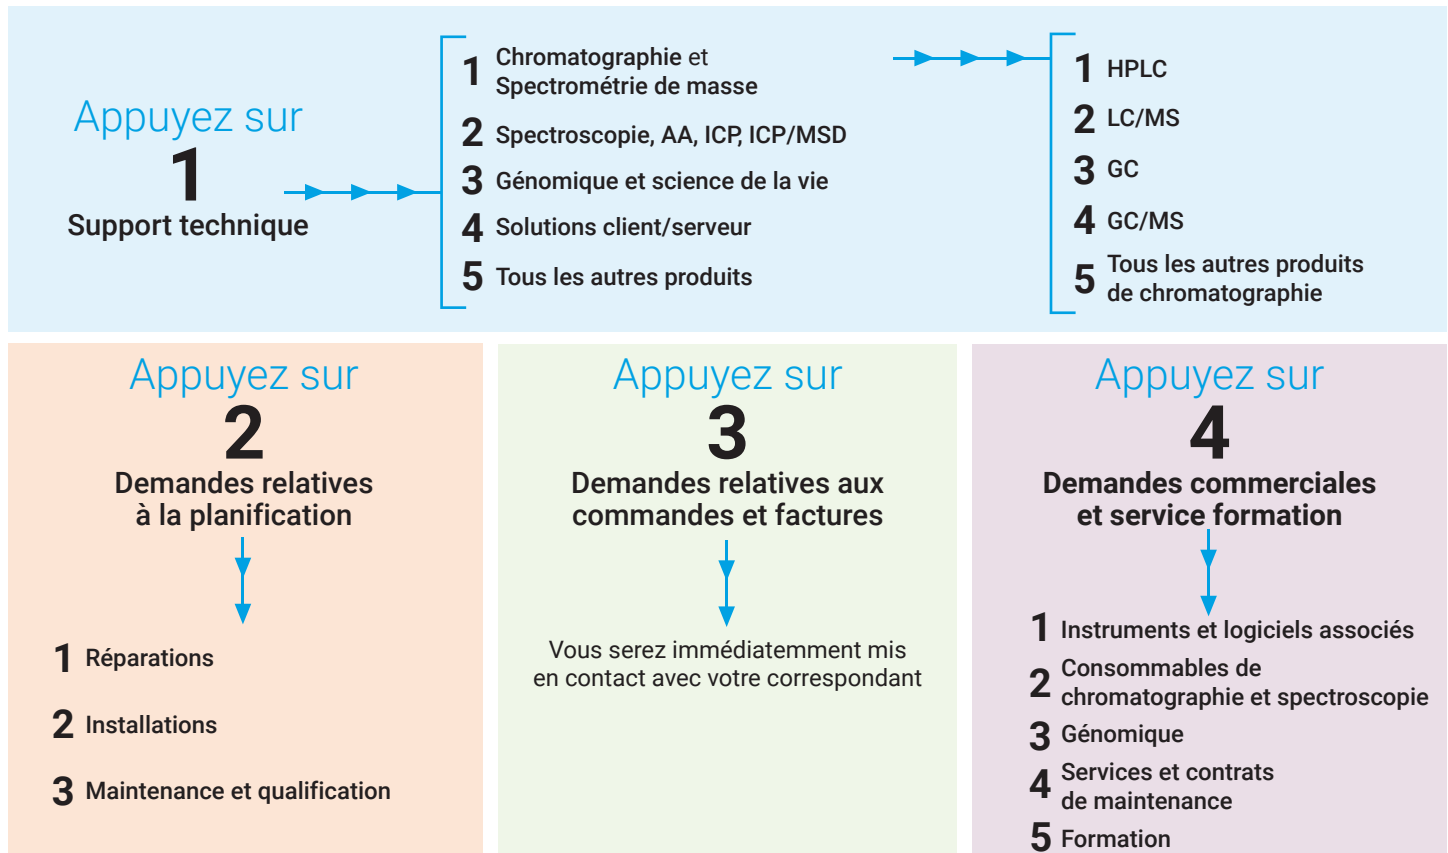 Appuyez sur
1
Support technique
1 Chromatographie et
Spectrométrie de masse
2 Spectroscopie, AA, ICP, ICP/MSD
3 Génomique et science de la vie
4 Solutions client/serveur
5 Tous les autres produits
1 HPLC
2 LC/MS
3 GC
4 GC/MS
5 Tous les autres produits
de chromatographie
Appuyez sur
2
Demandes relatives
à la planification
1 Réparations
2 Installations
3 Maintenance et qualification
Appuyez sur
3
Demandes relatives aux
commandes et factures
Vous serez immédiatemment mis
en contact avec votre correspondant
Appuyez sur
4
Demandes commerciales
et service formation
1 Instruments et logiciels associés
2 Consommables de
chromatographie et spectroscopie
3 Génomique
4 Services et contrats
de maintenance
5 Formation